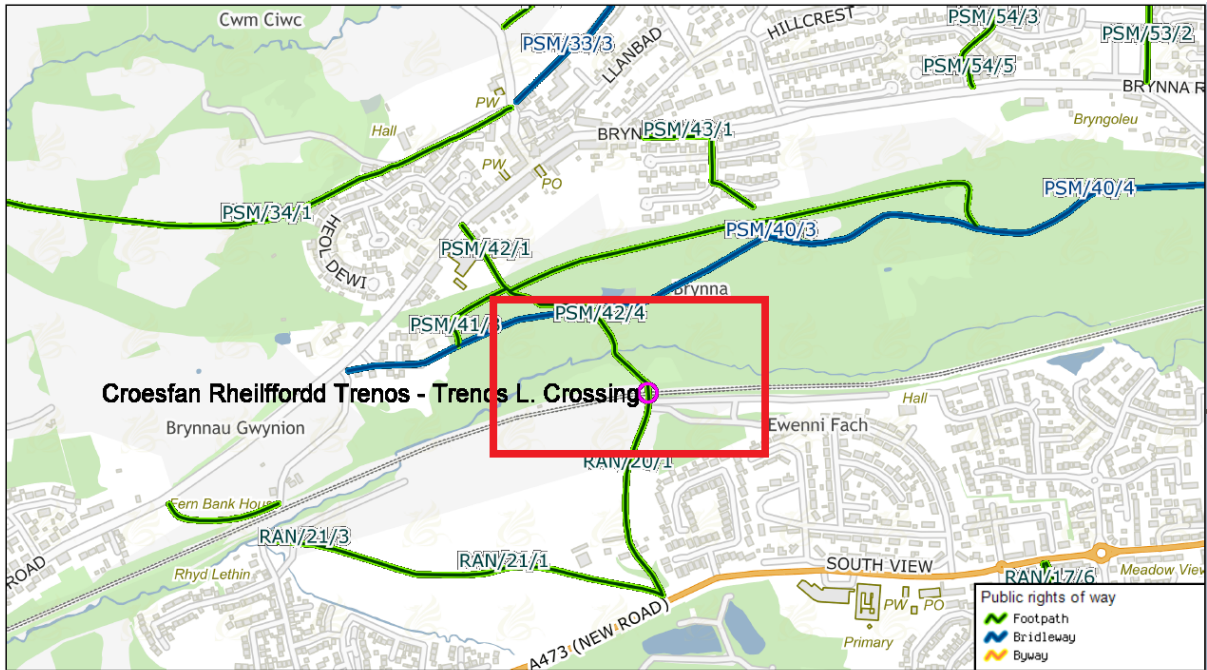 Cwm Ciwc
PSM/33/3
LLANBAD
HILLCREST
PSM/54/3
PSM/53/2
PSM/54/5
BRYNNA R
PW
Hall
BRYN
PSM/43/1
Bryngoleu
PW
PO
PSM/34/1
HEOL DEWI
PSM/42/1
PSM/40/3
PSM/40/4
Brynna
PSM/41/3
PSM/42/4
Croesfan Rheilffordd Trenos - Trenos L. Crossing
Hall
Brynnau Gwynion
Ewenni Fach
RAN/20/1
Fern Bank House
RAN/21/3
RAN/21/1
ROAD
Rhyd Lethin
SOUTH VIEW
RAN/17/6
Meadow View
A473 (NEW ROAD)
PW
PO
Primary
Public rights of way
Footpath
Bridleway
Byway